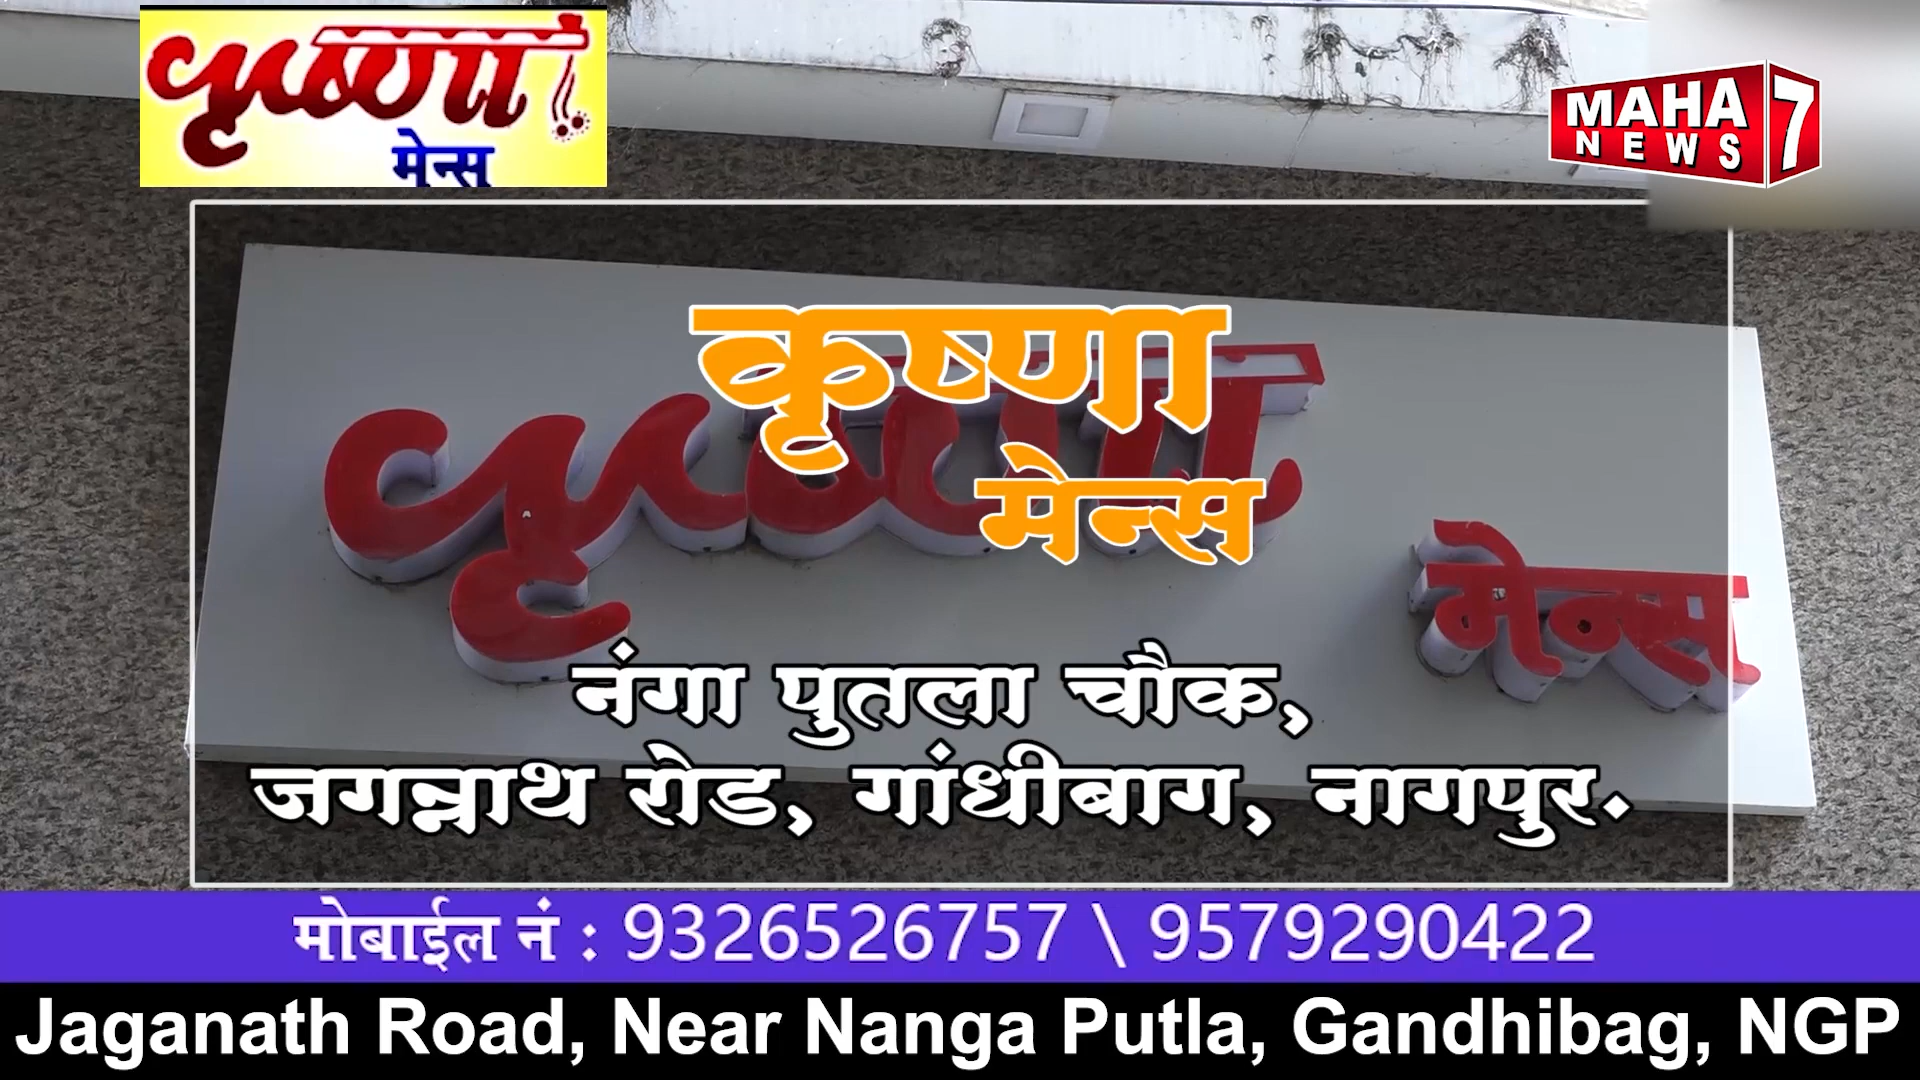 कृष्णा
मेन्स
MAHA
NEWS
7
कृष्णा
मेन्स
कृष्णा
मेन्स
नंगा पुतला चौक,
जगन्नाथ रोड, गांधीबाग, नागपुर.
मोबाईल नं : 9326526757 \ 9579290422
Jaganath Road, Near Nanga Putla, Gandhibag, NGP